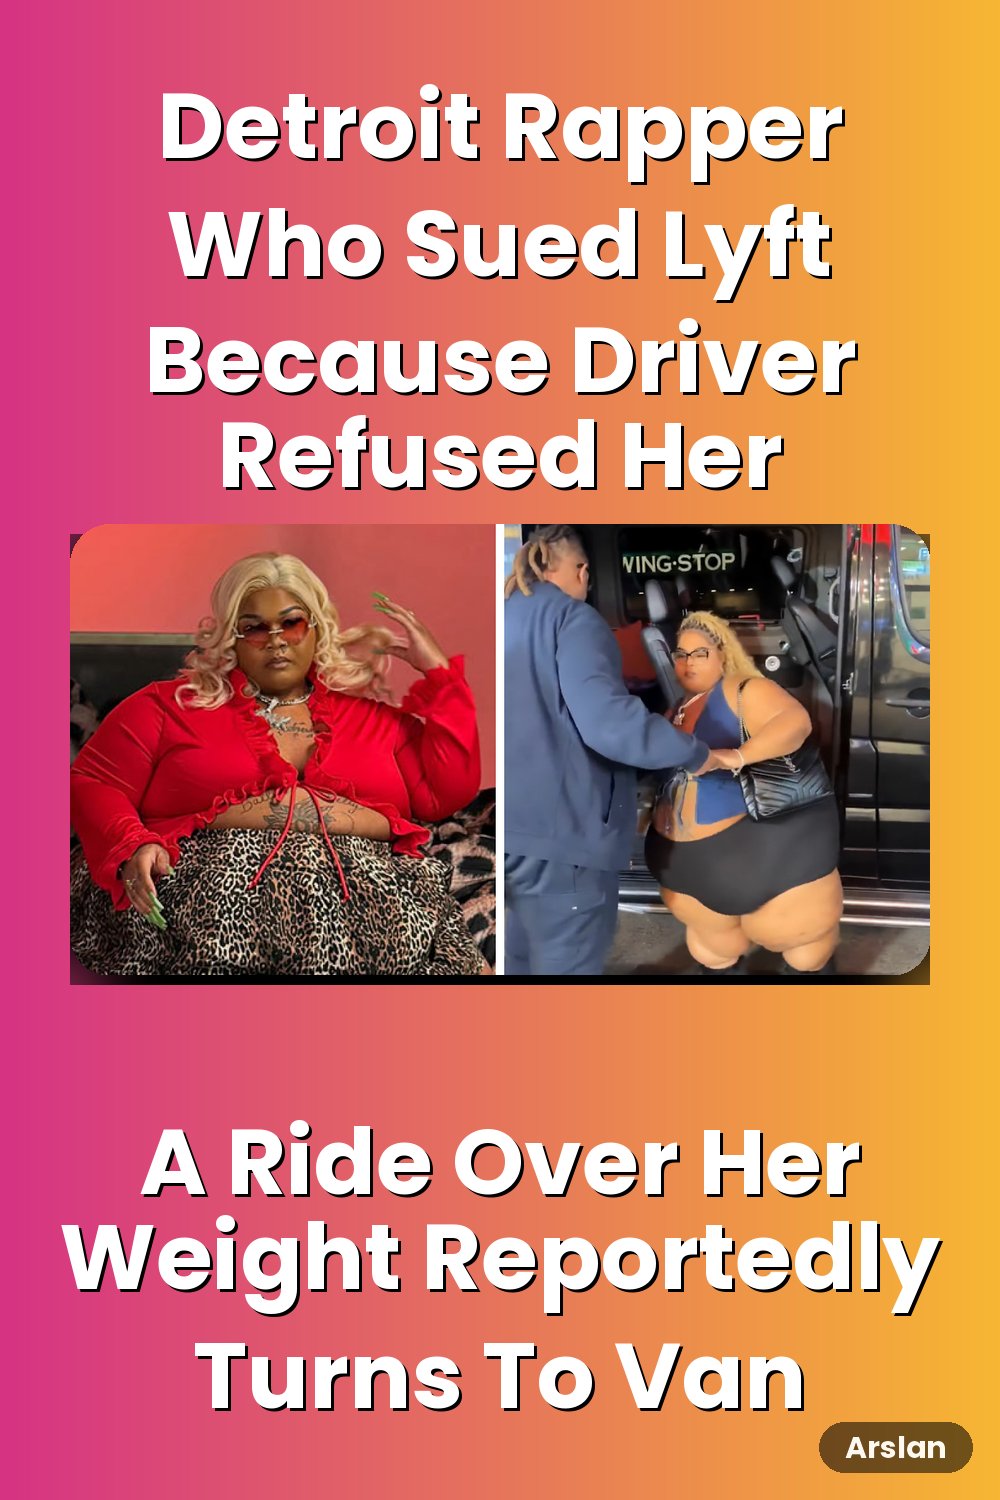 Detroit Rapper
Who Sued Lyft
Because Driver
Refused Her
WING·STOP
A Ride Over Her
Weight Reportedly
Turns To Van
Arslan